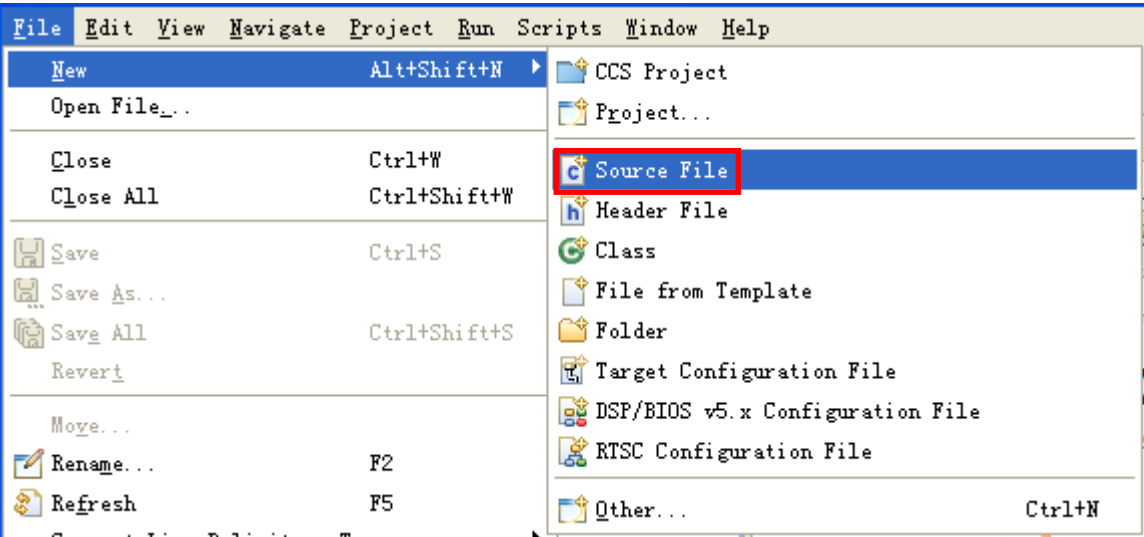 File Edit View Navigate Project Run Scripts Window Help
New Alt+Shift+N
Open File...
Close Ctrl+W
Close All Ctrl+Shift+W
Save Ctrl+S
Save As...
Save All Ctrl+Shift+S
Revert
Move...
Rename... F2
Refresh F5
CCS Project
Project...
Source File
Header File
Class
File from Template
Folder
Target Configuration File
DSP/BIOS v5.x Configuration File
RTSC Configuration File
Other... Ctrl+N